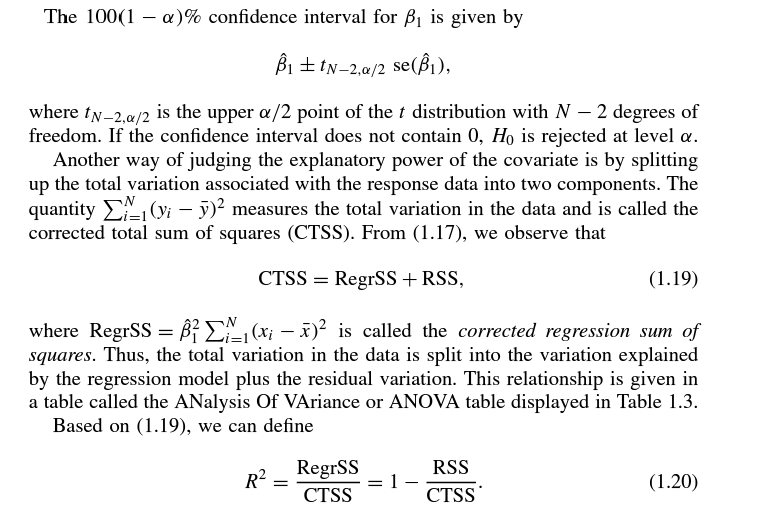 The 100(1 − α)% confidence interval for β₁ is given by
β̂₁ ± t_{N−2,α/2} se(β̂₁),
where t_{N−2,α/2} is the upper α/2 point of the t distribution with N − 2 degrees of
freedom. If the confidence interval does not contain 0, H₀ is rejected at level α.
Another way of judging the explanatory power of the covariate is by splitting
up the total variation associated with the response data into two components. The
quantity ∑_{i=1}^{N}(y_i − ȳ)² measures the total variation in the data and is called the
corrected total sum of squares (CTSS). From (1.17), we observe that
CTSS = RegrSS + RSS, (1.19)
where RegrSS = β̂₁² ∑_{i=1}^{N}(x_i − x̄)² is called the corrected regression sum of
squares. Thus, the total variation in the data is split into the variation explained
by the regression model plus the residual variation. This relationship is given in
a table called the ANalysis Of VAriance or ANOVA table displayed in Table 1.3.
Based on (1.19), we can define
R² = RegrSS/CTSS = 1 − RSS/CTSS. (1.20)